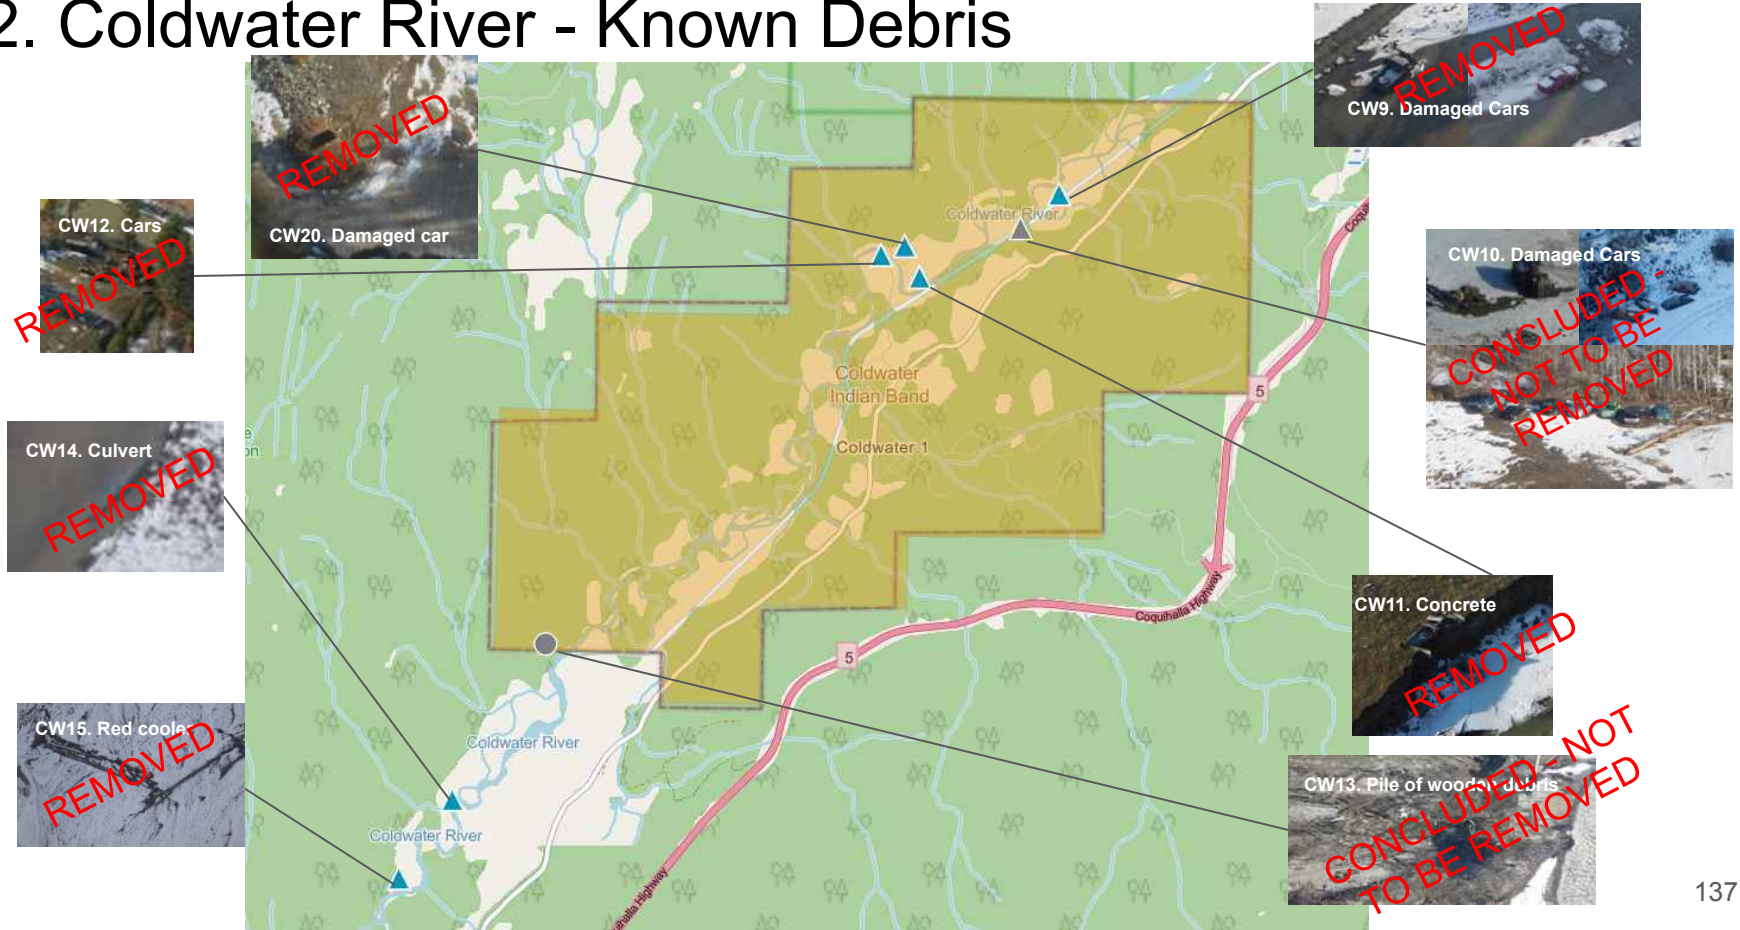 2. Coldwater River - Known Debris
CW20. Damaged car
REMOVED
CW9. Damaged Cars
REMOVED
CW12. Cars
REMOVED
CW10. Damaged Cars
CONCLUDED -
NOT TO BE
REMOVED
CW14. Culvert
REMOVED
CW11. Concrete
REMOVED
CW15. Red cooler
REMOVED
CW13. Pile of wooden debris
CONCLUDED - NOT
TO BE REMOVED
Coldwater River
Coldwater
Indian Band
Coldwater 1
5
Coquihalla Highway
5
Coldwater River
Coldwater River
137